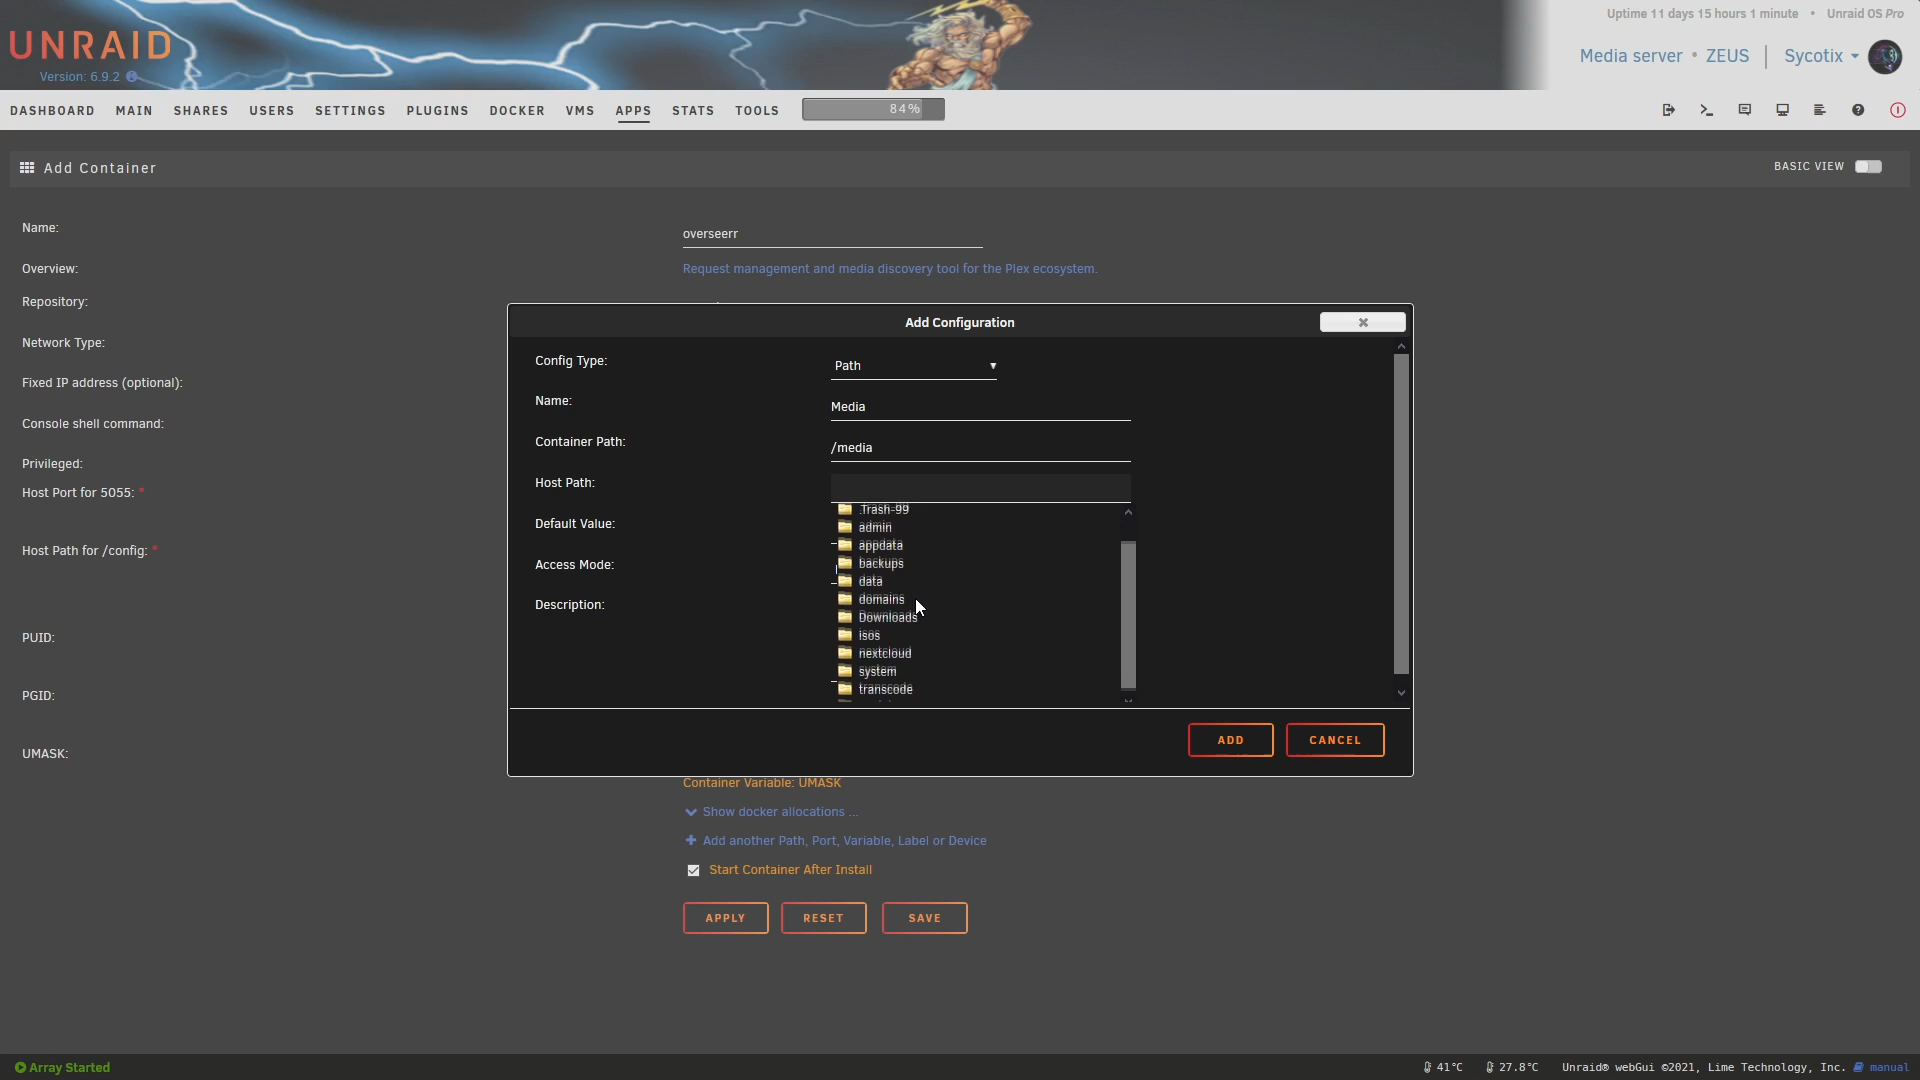 Uptime 11 days 15 hours 1 minute • Unraid OS Pro
UNRAID
Version: 6.9.2
Media server • ZEUS | Sycotix
DASHBOARD MAIN SHARES USERS SETTINGS PLUGINS DOCKER VMS APPS STATS TOOLS 84%
Add Container
BASIC VIEW
Name:
overseerr
Overview:
Request management and media discovery tool for the Plex ecosystem.
Repository:
Network Type:
Fixed IP address (optional):
Console shell command:
Privileged:
Host Port for 5055: *
Host Path for /config: *
PUID:
PGID:
UMASK:
Add Configuration
Config Type:
Path
Name:
Media
Container Path:
/media
Host Path:
Default Value:
Access Mode:
Description:
.Trash-99
admin
appdata
backups
data
domains
Downloads
isos
nextcloud
system
transcode
ADD CANCEL
Container Variable: UMASK
Show docker allocations ...
Add another Path, Port, Variable, Label or Device
Start Container After Install
APPLY RESET SAVE
Array Started
41°C 27.8°C Unraid® webGui ©2021, Lime Technology, Inc. manual